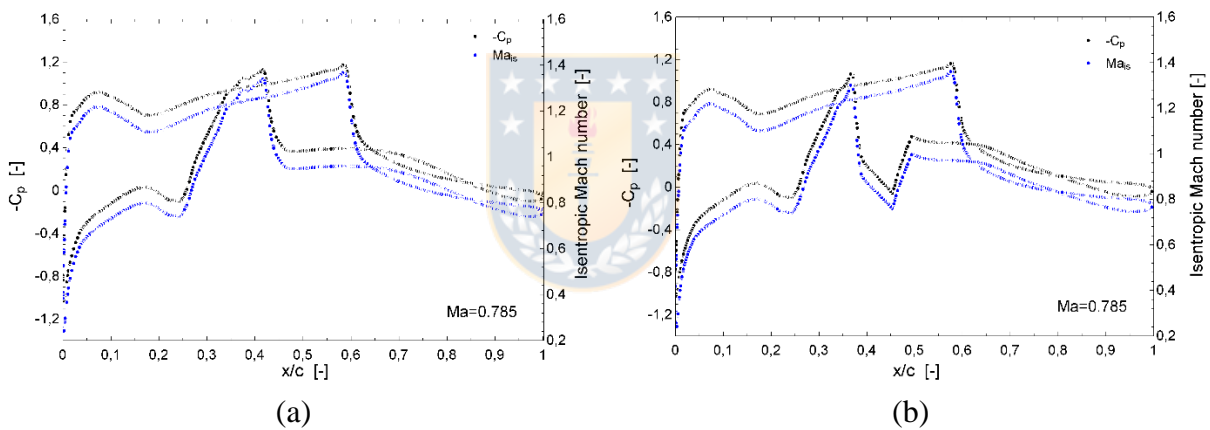 1,6
1,2
0,8
0,4
0
-0,4
-0,8
-1,2
-Cp [-]
1,6
1,4
1,2
1
0,8
0,6
0,4
0,2
Isentropic Mach number [-]
-Cp
Mais
Ma=0.785
0 0,1 0,2 0,3 0,4 0,5 0,6 0,7 0,8 0,9 1
x/c [-]
(a)
1,6
1,2
0,8
0,4
0
-0,4
-0,8
-1,2
-Cp [-]
1,6
1,4
1,2
1
0,8
0,6
0,4
0,2
Isentropic Mach number [-]
-Cp
Mais
Ma=0.785
0 0,1 0,2 0,3 0,4 0,5 0,6 0,7 0,8 0,9 1
x/c [-]
(b)